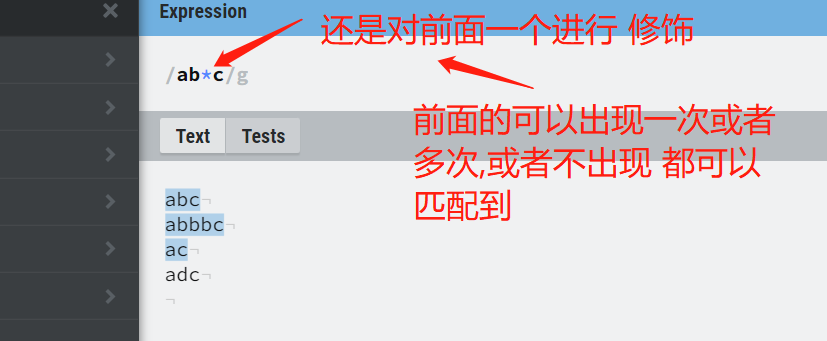 Expression
还是对前面一个进行 修饰
/ab*c/g
前面的可以出现一次或者
多次,或者不出现 都可以
匹配到
Text Tests
abc¬
abbbc¬
ac¬
adc¬
¬